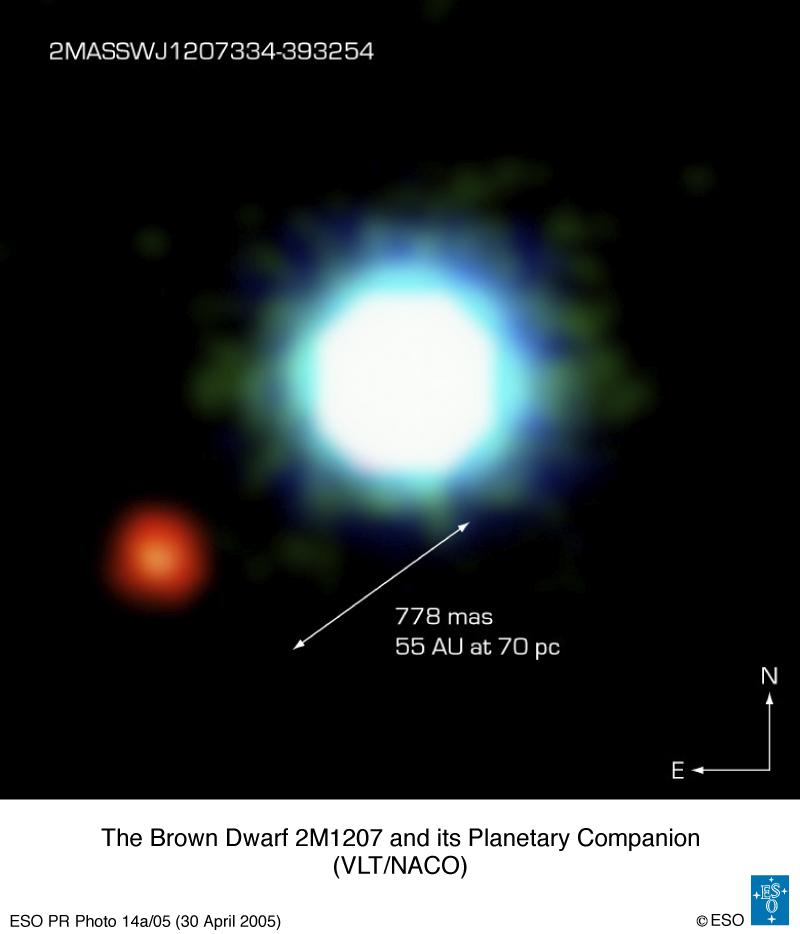 2MASSWJ1207334-393254
778 mas
55 AU at 70 pc
N
E
The Brown Dwarf 2M1207 and its Planetary Companion
(VLT/NACO)
ESO PR Photo 14a/05 (30 April 2005)
© ESO
ES
O